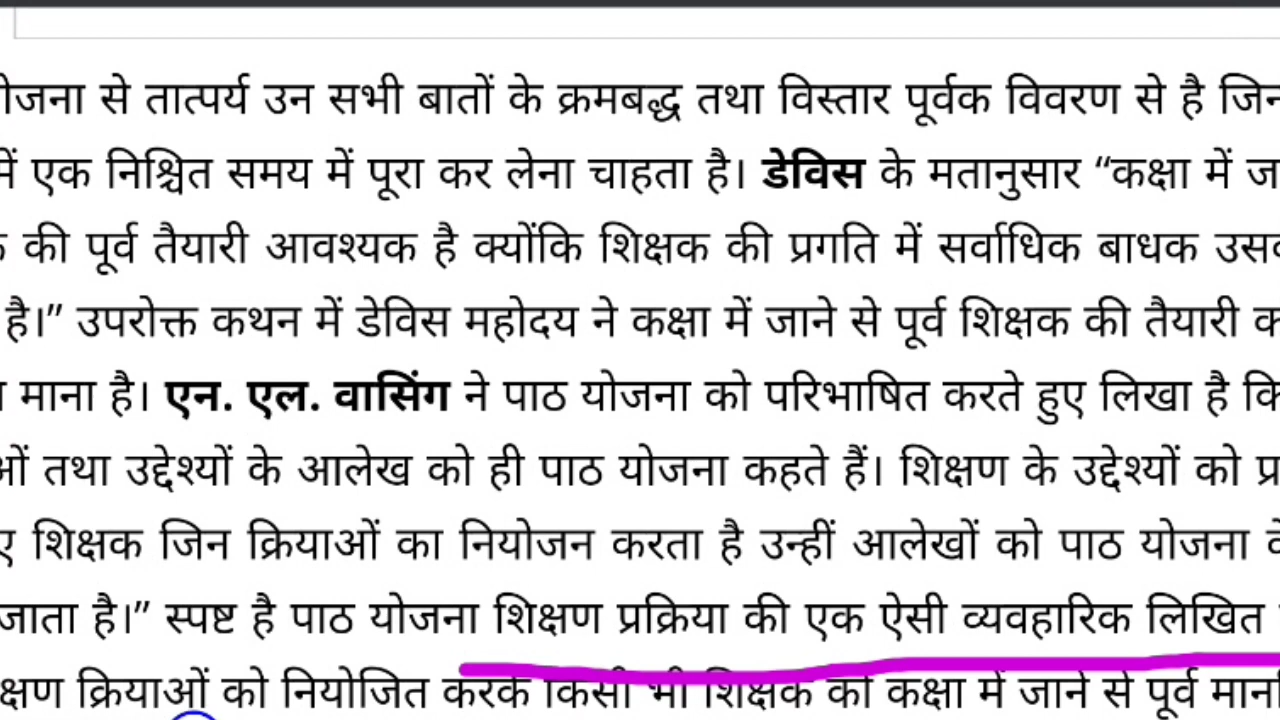 योजना से तात्पर्य उन सभी बातों के क्रमबद्ध तथा विस्तार पूर्वक विवरण से है
में एक निश्चित समय में पूरा कर लेना चाहता है। डेविस के मतानुसार “कक्षा में
की पूर्व तैयारी आवश्यक है क्योंकि शिक्षक की प्रगति में सर्वाधिक बाधक
है।” उपरोक्त कथन में डेविस महोदय ने कक्षा में जाने से पूर्व शिक्षक की तैयारी
माना है। एन. एल. वासिंग ने पाठ योजना को परिभाषित करते हुए लिखा है
तथा उद्देश्यों के आलेख को ही पाठ योजना कहते हैं। शिक्षण के उद्देश्यों को
शिक्षक जिन क्रियाओं का नियोजन करता है उन्हीं आलेखों को पाठ योजना
जाता है।” स्पष्ट है पाठ योजना शिक्षण प्रक्रिया की एक ऐसी व्यवहारिक लिखित
क्रियाओं को नियोजित करके किसी भी शिक्षक को कक्षा में जाने से पूर्व